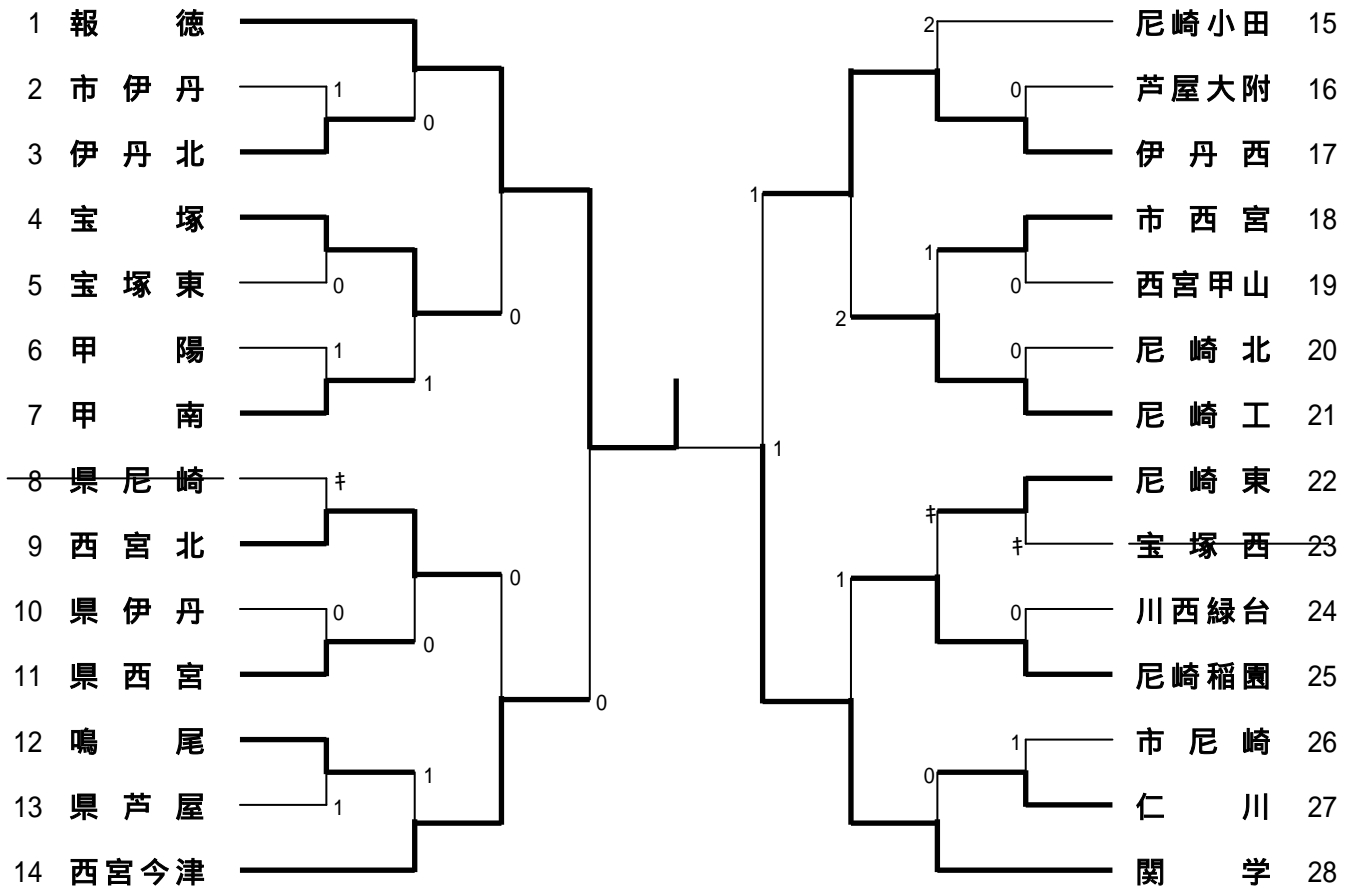 1 報徳
2 市伊丹
1
3 伊丹北
0
4 宝塚
5 宝塚東
0
0
6 甲陽
1
7 甲南
1
8 県尼崎
ｷ
9 西宮北
0
10 県伊丹
0
11 県西宮
0
0
12 鳴尾
1
13 県芦屋
1
14 西宮今津
2
尼崎小田 15
0
芦屋大附 16
伊丹西 17
1
市西宮 18
1
0
西宮甲山 19
2
0
尼崎北 20
尼崎工 21
1
尼崎東 22
ｷ
ｷ
宝塚西 23
1
0
川西緑台 24
尼崎稲園 25
1
市尼崎 26
0
仁川 27
関学 28